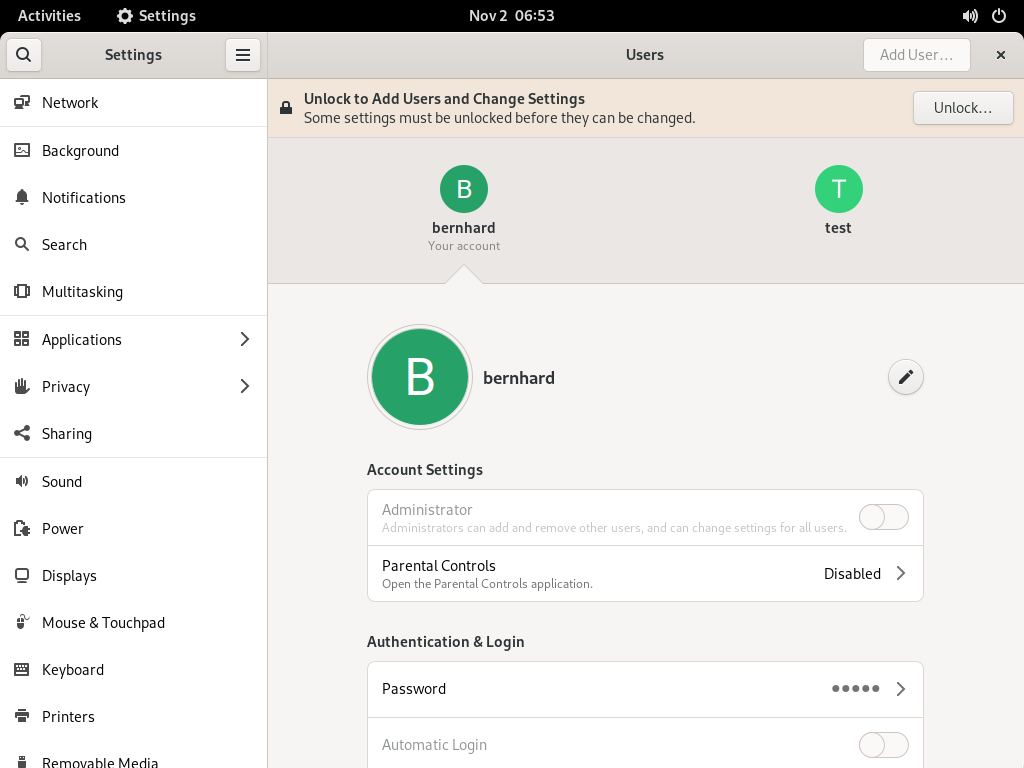 Activities
Settings
Nov 2 06:53
Settings
Users
Add User…
Network
Background
Notifications
Search
Multitasking
Applications
Privacy
Sharing
Sound
Power
Displays
Mouse & Touchpad
Keyboard
Printers
Removable Media
Unlock to Add Users and Change Settings
Some settings must be unlocked before they can be changed.
Unlock…
B
bernhard
Your account
T
test
B
bernhard
Account Settings
Administrator
Administrators can add and remove other users, and can change settings for all users.
Parental Controls
Open the Parental Controls application.
Disabled
Authentication & Login
Password
●●●●●
Automatic Login